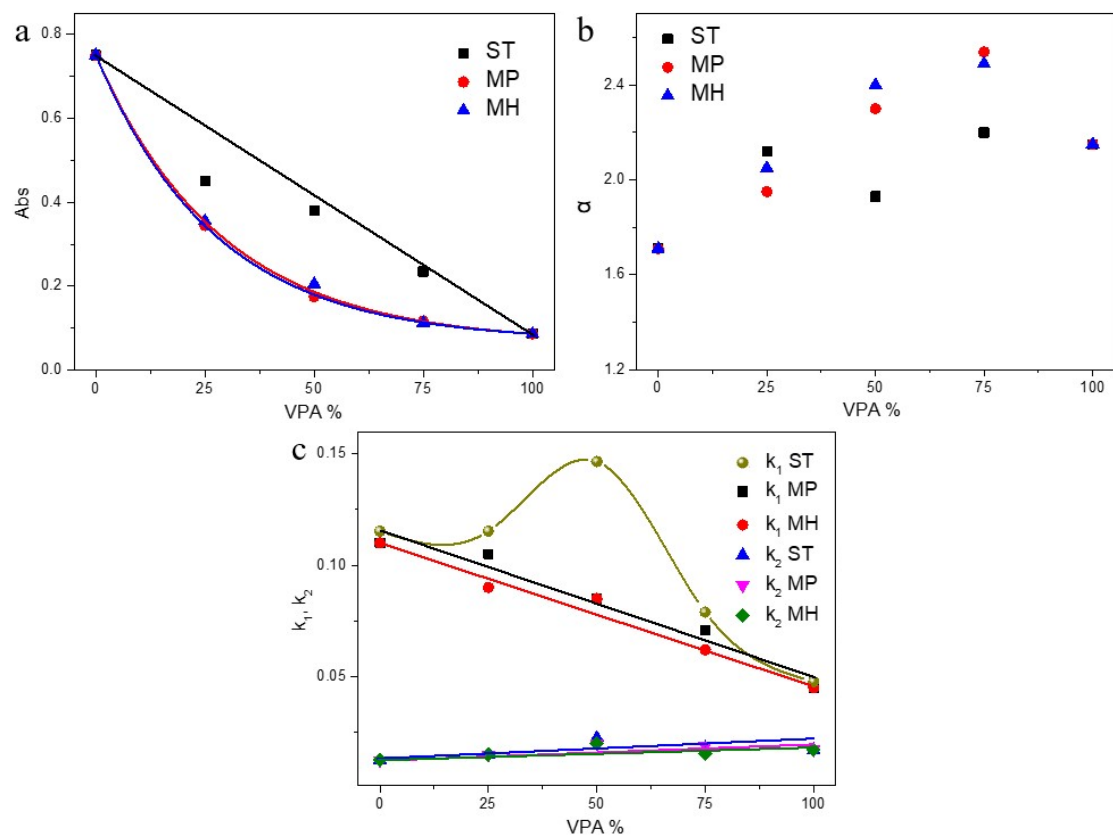 a
0.8
0.6
0.4
0.2
0.0
Abs
ST
MP
MH
0 25 50 75 100
VPA %
b
2.4
2.0
1.6
1.2
α
ST
MP
MH
0 25 50 75 100
VPA %
c
0.15
0.10
0.05
k₁, k₂
k₁ ST
k₁ MP
k₁ MH
k₂ ST
k₂ MP
k₂ MH
0 25 50 75 100
VPA %